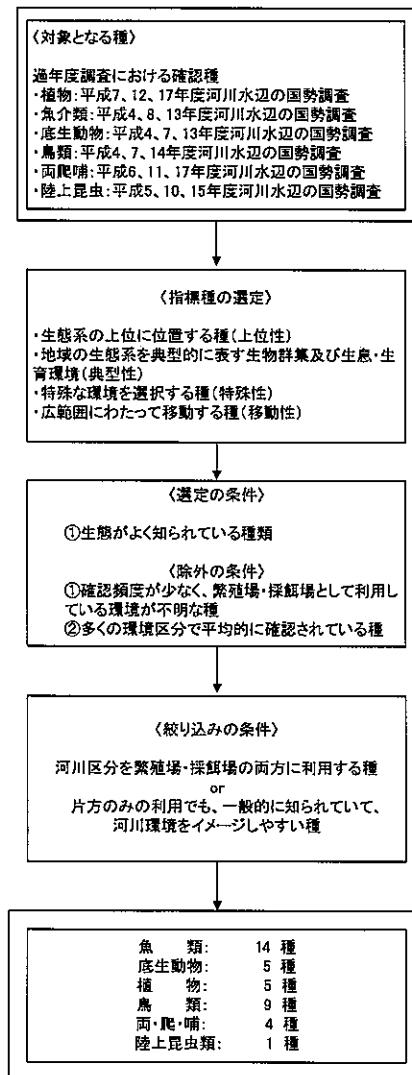 〈対象となる種〉
過年度調査における確認種
・植物:平成7、12、17年度河川水辺の国勢調査
・魚介類:平成4、8、13年度河川水辺の国勢調査
・底生動物:平成4、7、13年度河川水辺の国勢調査
・鳥類:平成4、7、14年度河川水辺の国勢調査
・両爬哺:平成6、11、17年度河川水辺の国勢調査
・陸上昆虫:平成5、10、15年度河川水辺の国勢調査
〈指標種の選定〉
・生態系の上位に位置する種(上位性)
・地域の生態系を典型的に表す生物群集及び生息・生
育環境(典型性)
・特殊な環境を選択する種(特殊性)
・広範囲にわたって移動する種(移動性)
〈選定の条件〉
①生態がよく知られている種類
〈除外の条件〉
①確認頻度が少なく、繁殖場・採餌場として利用し
ている環境が不明な種
②多くの環境区分で平均的に確認されている種
〈絞り込みの条件〉
河川区分を繁殖場・採餌場の両方に利用する種
or
片方のみの利用でも、一般的に知られていて、
河川環境をイメージしやすい種
魚 類: 14 種
底生動物: 5 種
植 物: 5 種
鳥 類: 9 種
両・爬・哺: 4 種
陸上昆虫類: 1 種